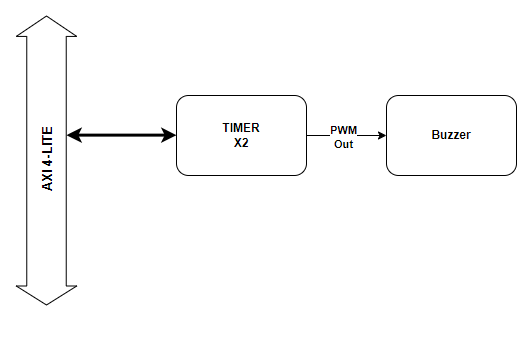 AXI 4-LITE
TIMER
X2
PWM
Out
Buzzer